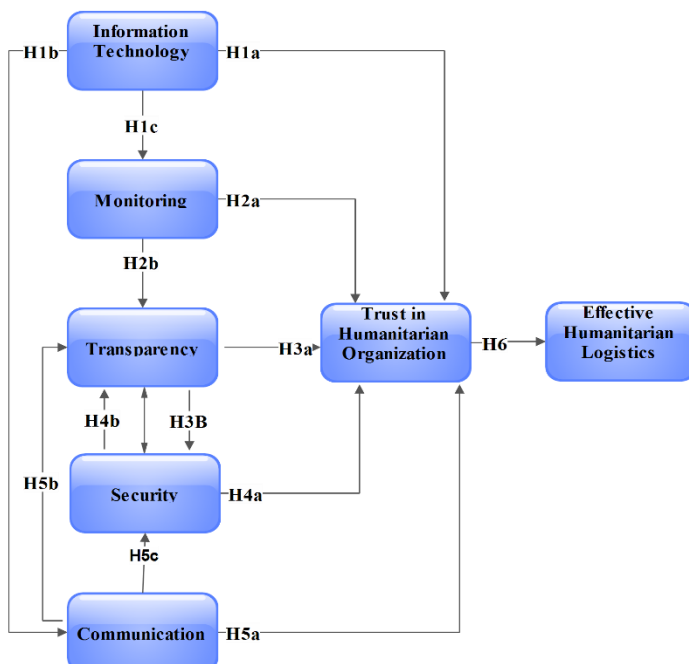 Information
Technology
H1b
H1a
H1c
Monitoring
H2a
H2b
Transparency
H3a
Trust in
Humanitarian
Organization
H6
Effective
Humanitarian
Logistics
H4b
H3B
H5b
Security
H4a
H5c
Communication
H5a